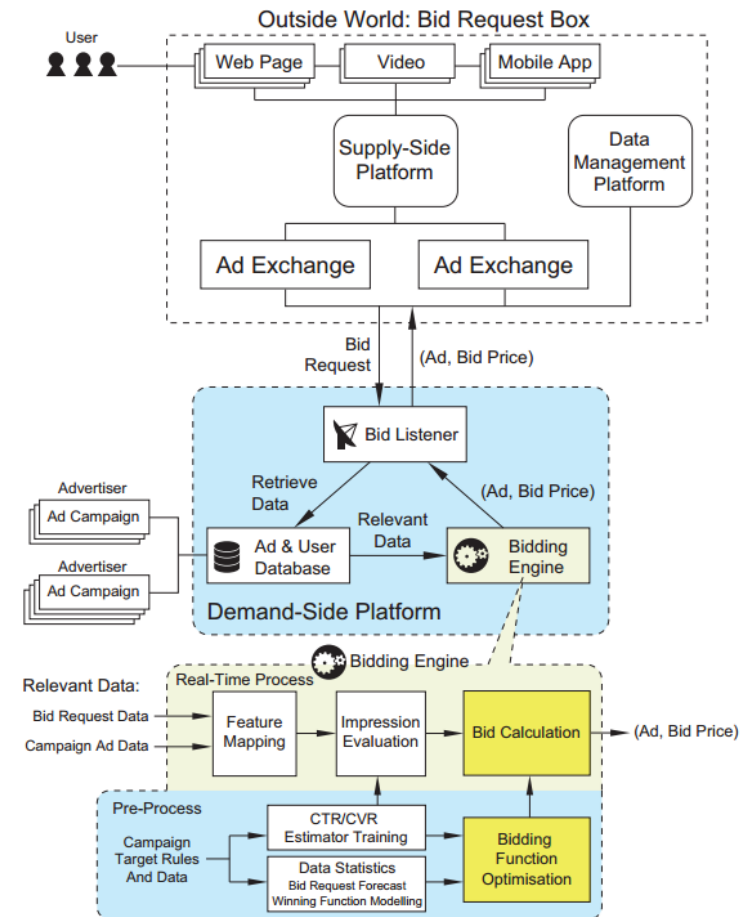 Outside World: Bid Request Box
User
Web Page
Video
Mobile App
Supply-Side
Platform
Data
Management
Platform
Ad Exchange
Ad Exchange
Bid
Request
(Ad, Bid Price)
Bid Listener
Retrieve
Data
(Ad, Bid Price)
Advertiser
Ad Campaign
Advertiser
Ad Campaign
Ad & User
Database
Relevant
Data
Bidding
Engine
Demand-Side Platform
Bidding Engine
Relevant Data:
Real-Time Process
Bid Request Data
Campaign Ad Data
Feature
Mapping
Impression
Evaluation
Bid Calculation
(Ad, Bid Price)
Pre-Process
Campaign
Target Rules
And Data
CTR/CVR
Estimator Training
Data Statistics
Bid Request Forecast
Winning Function Modelling
Bidding
Function
Optimisation